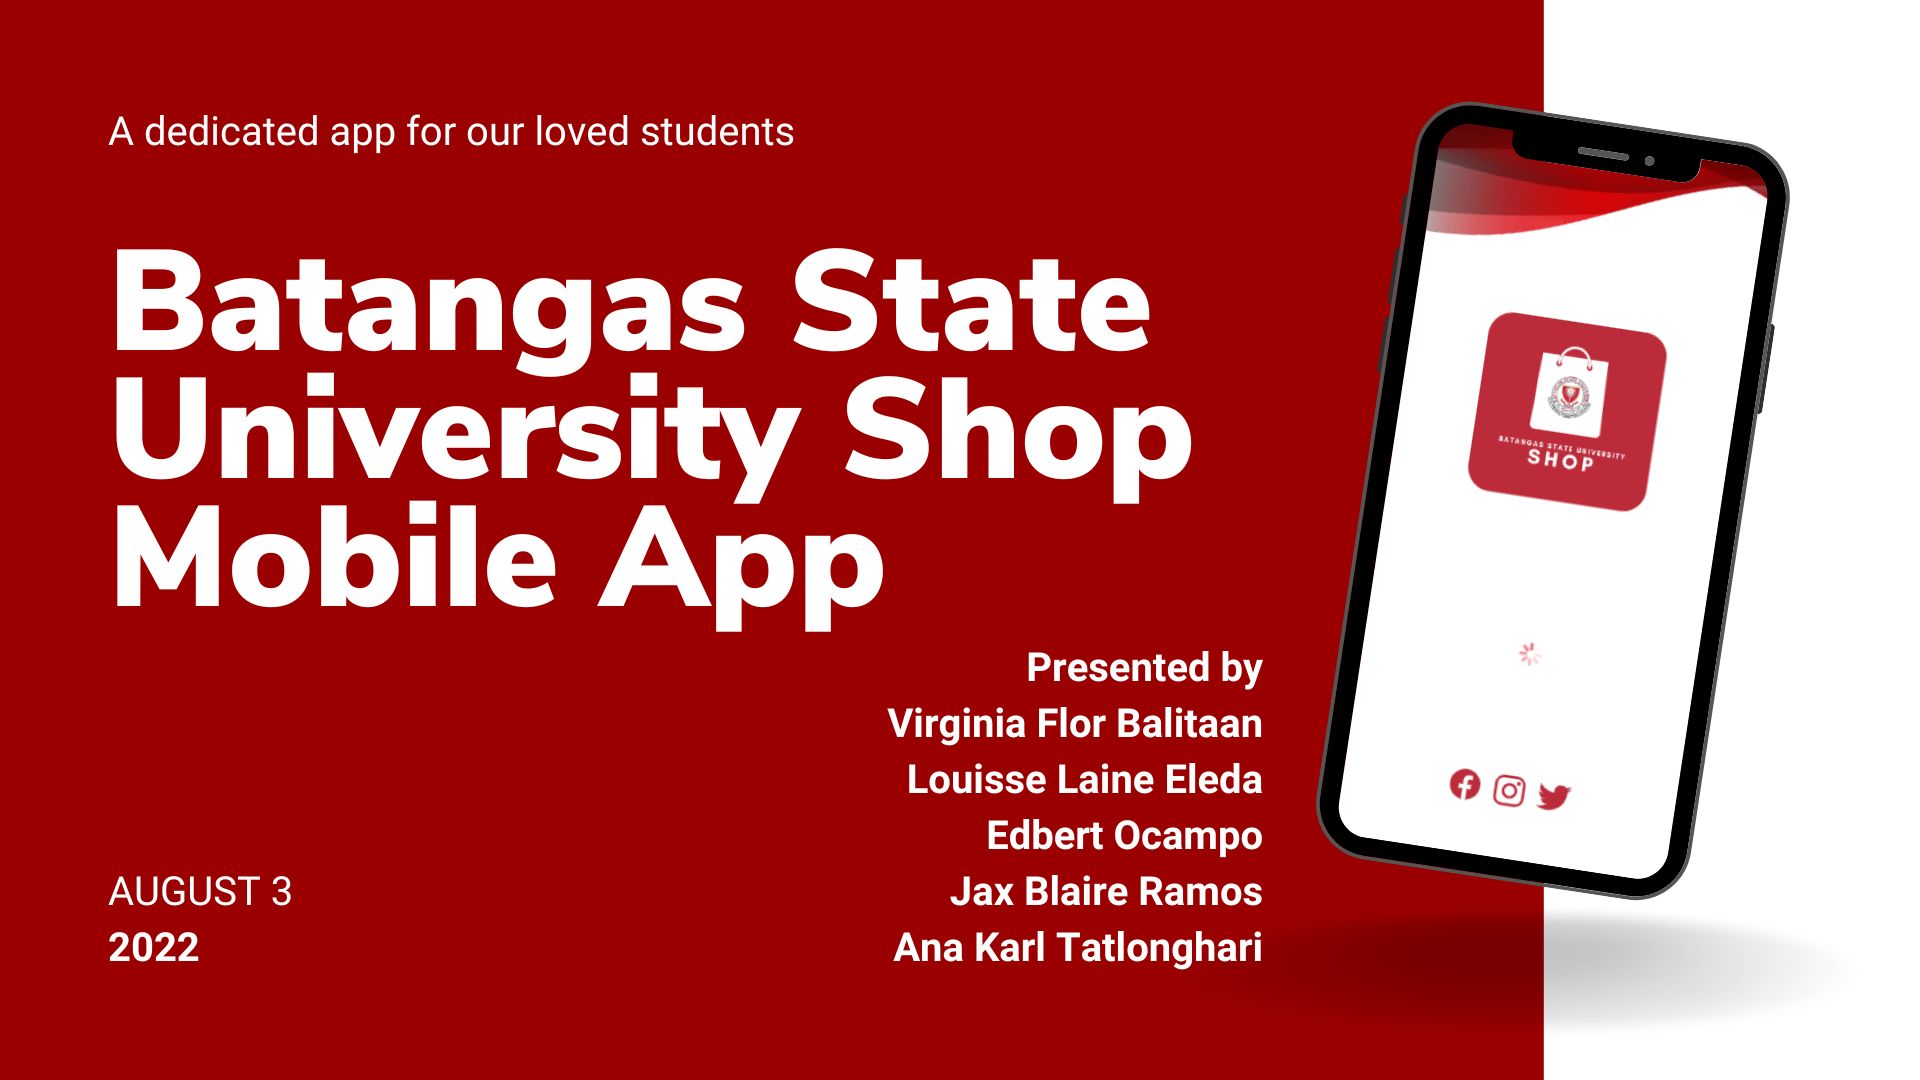 A dedicated app for our loved students
Batangas State
University Shop
Mobile App
Presented by
Virginia Flor Balitaan
Louisse Laine Eleda
Edbert Ocampo
Jax Blaire Ramos
Ana Karl Tatlonghari
AUGUST 3
2022
BATANGAS STATE UNIVERSITY
SHOP